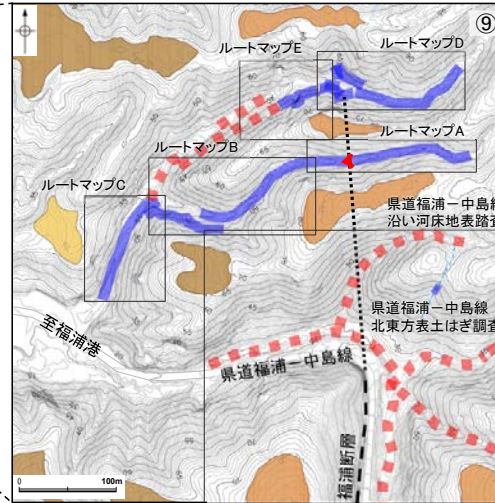 ⑨
ルートマップE
ルートマップD
ルートマップB
ルートマップA
ルートマップC
県道福浦－中島線
沿い河床地表踏査
県道福浦－中島線
北東方表土はぎ調査
至福浦港
県道福浦－中島線
福浦断層
0
100m